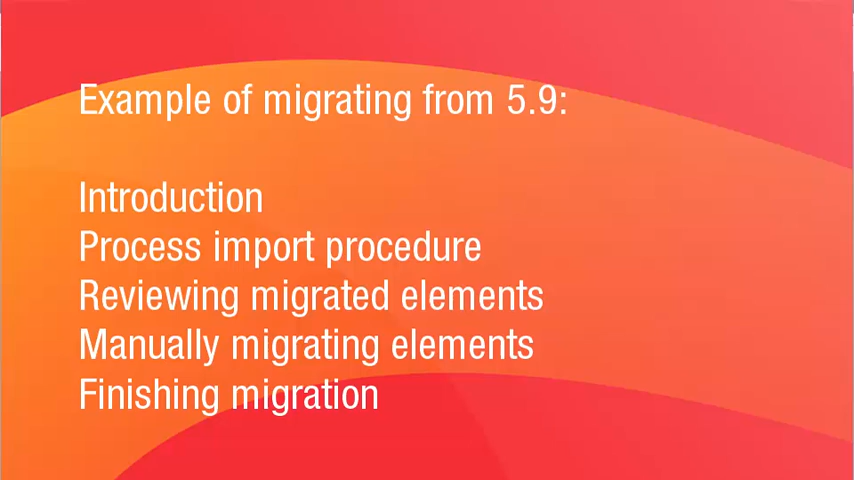 Example of migrating from 5.9:
Introduction
Process import procedure
Reviewing migrated elements
Manually migrating elements
Finishing migration